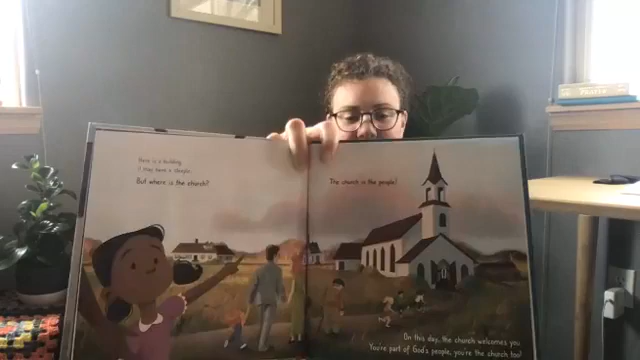 Here is a building.
It may have a steeple.
But where is the church?
The church is the people!
On this day, the church welcomes you.
You're part of God's people, you're the church too!